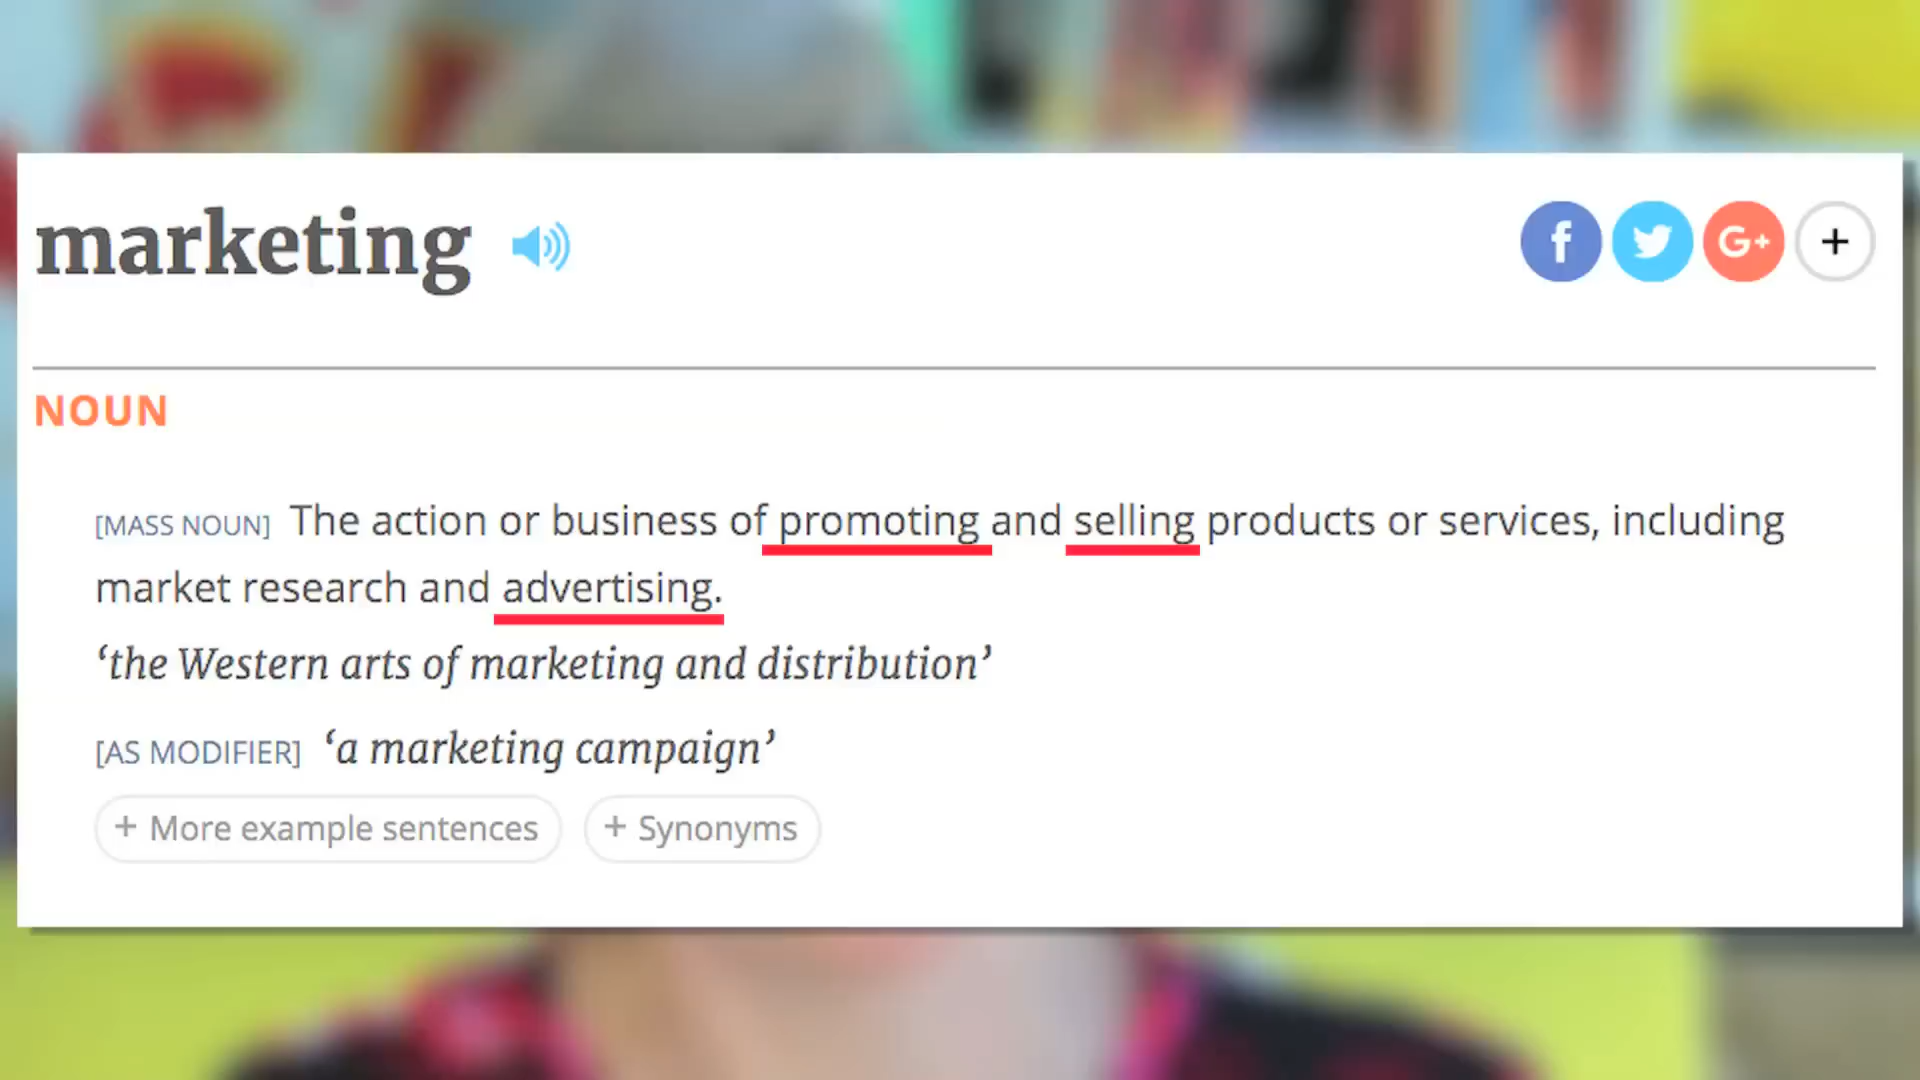 marketing
f G+ +
NOUN
[MASS NOUN] The action or business of promoting and selling products or services, including
market research and advertising.
‘the Western arts of marketing and distribution’
[AS MODIFIER] ‘a marketing campaign’
+ More example sentences + Synonyms